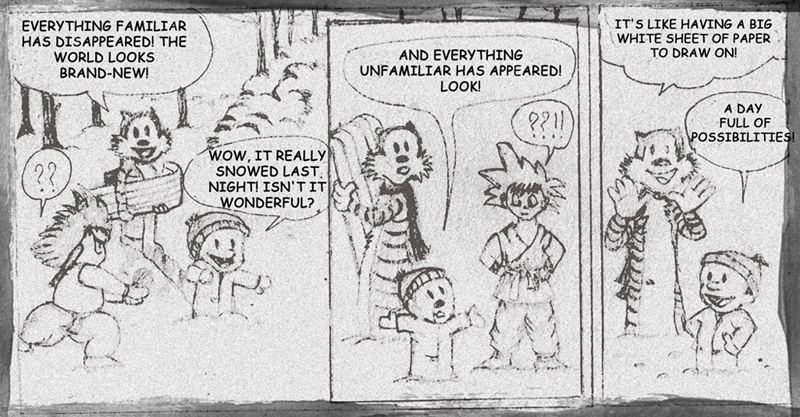 EVERYTHING FAMILIAR
HAS DISAPPEARED! THE
WORLD LOOKS
BRAND-NEW!
??
WOW, IT REALLY
SNOWED LAST
NIGHT! ISN'T IT
WONDERFUL?
AND EVERYTHING
UNFAMILIAR HAS APPEARED!
LOOK!
??!!
IT'S LIKE HAVING A BIG
WHITE SHEET OF PAPER
TO DRAW ON!
A DAY
FULL OF
POSSIBILITIES!